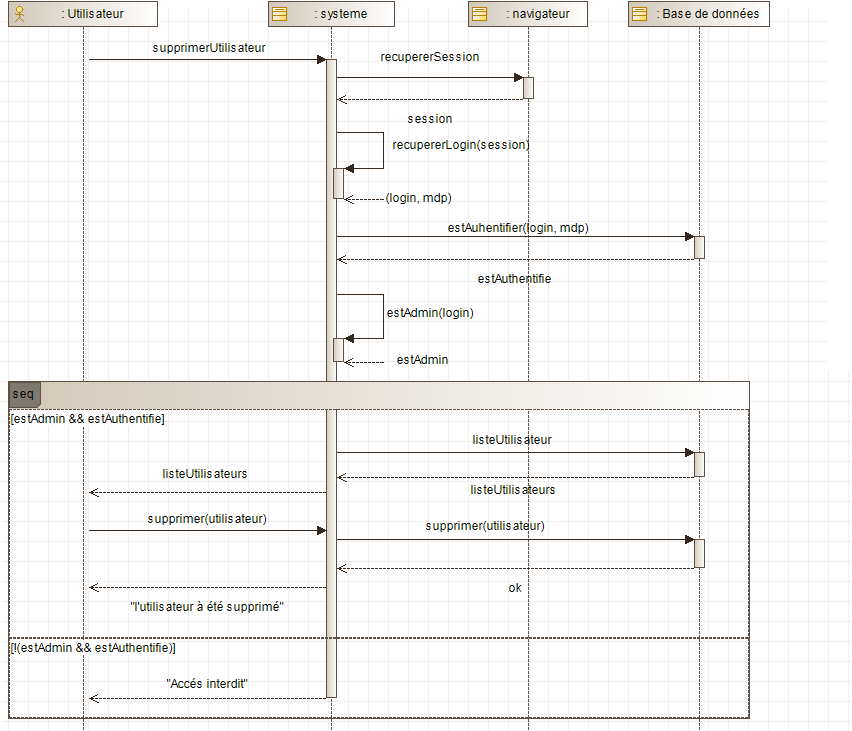 : Utilisateur
: systeme
: navigateur
: Base de données
supprimerUtilisateur
recupererSession
session
recupererLogin(session)
(login, mdp)
estAuhentifier(login, mdp)
estAuthentifie
estAdmin(login)
estAdmin
seq
[estAdmin && estAuthentifie]
listeUtilisateur
listeUtilisateurs
listeUtilisateurs
supprimer(utilisateur)
supprimer(utilisateur)
ok
"l'utilisateur à été supprimé"
[!(estAdmin && estAuthentifie)]
"Accés interdit"